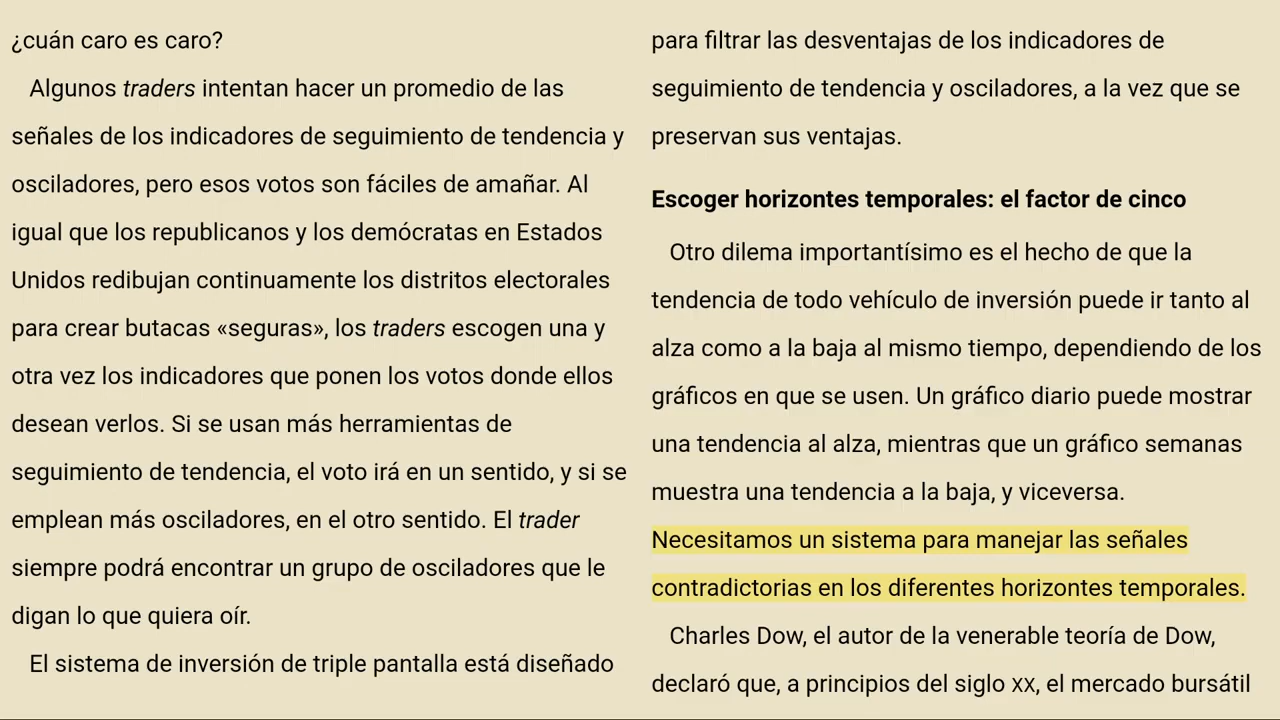 ¿cuán caro es caro?
Algunos traders intentan hacer un promedio de las
señales de los indicadores de seguimiento de tendencia y
osciladores, pero esos votos son fáciles de amañar. Al
igual que los republicanos y los demócratas en Estados
Unidos redibujan continuamente los distritos electorales
para crear butacas «seguras», los traders escogen una y
otra vez los indicadores que ponen los votos donde ellos
desean verlos. Si se usan más herramientas de
seguimiento de tendencia, el voto irá en un sentido, y si se
emplean más osciladores, en el otro sentido. El trader
siempre podrá encontrar un grupo de osciladores que le
digan lo que quiera oír.
El sistema de inversión de triple pantalla está diseñado
para filtrar las desventajas de los indicadores de
seguimiento de tendencia y osciladores, a la vez que se
preservan sus ventajas.
Escoger horizontes temporales: el factor de cinco
Otro dilema importantísimo es el hecho de que la
tendencia de todo vehículo de inversión puede ir tanto al
alza como a la baja al mismo tiempo, dependiendo de los
gráficos en que se usen. Un gráfico diario puede mostrar
una tendencia al alza, mientras que un gráfico semanas
muestra una tendencia a la baja, y viceversa.
Necesitamos un sistema para manejar las señales
contradictorias en los diferentes horizontes temporales.
Charles Dow, el autor de la venerable teoría de Dow,
declaró que, a principios del siglo XX, el mercado bursátil